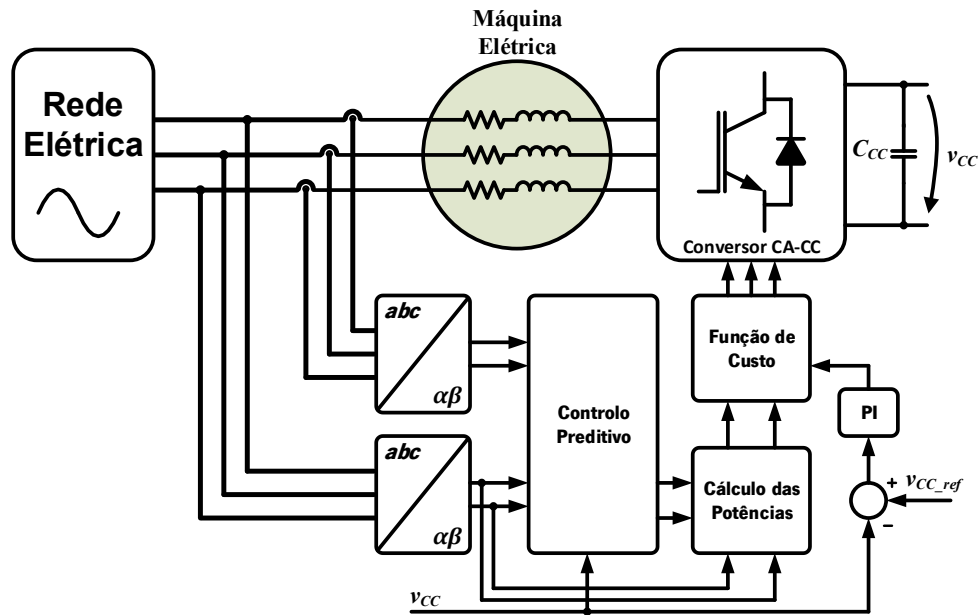 Máquina
Elétrica
Rede
Elétrica
C_CC
v_CC
Conversor CA-CC
abc
αβ
Controlo
Preditivo
Função de
Custo
PI
abc
αβ
Cálculo das
Potências
+
v_CC_ref
−
v_CC